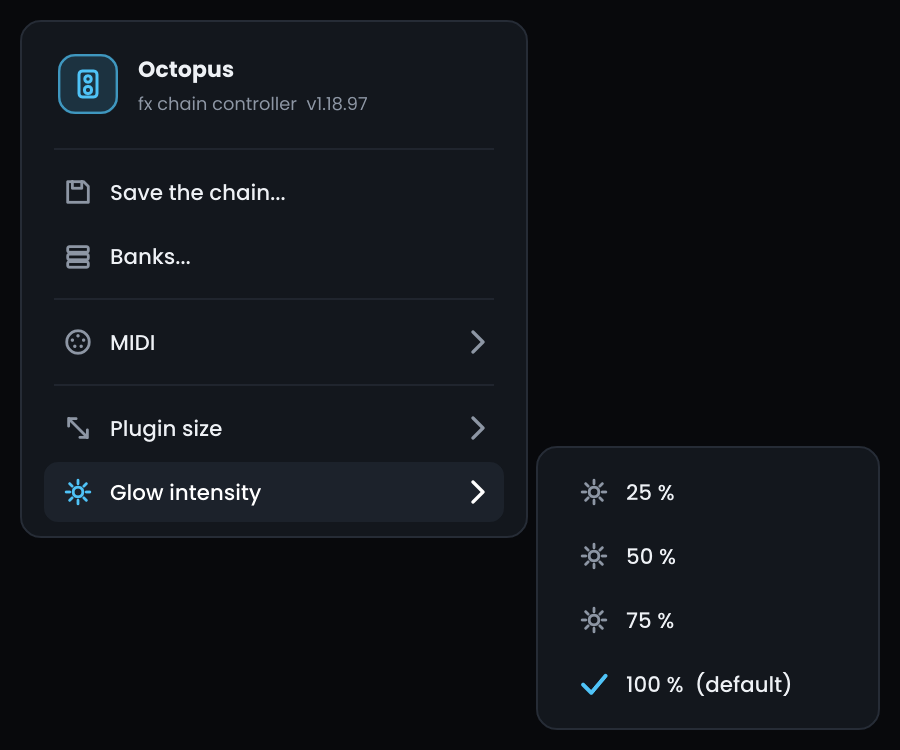 Octopus
fx chain controller  v1.18.97
Save the chain...
Banks...
MIDI
Plugin size
Glow intensity
25 %
50 %
75 %
100 %  (default)